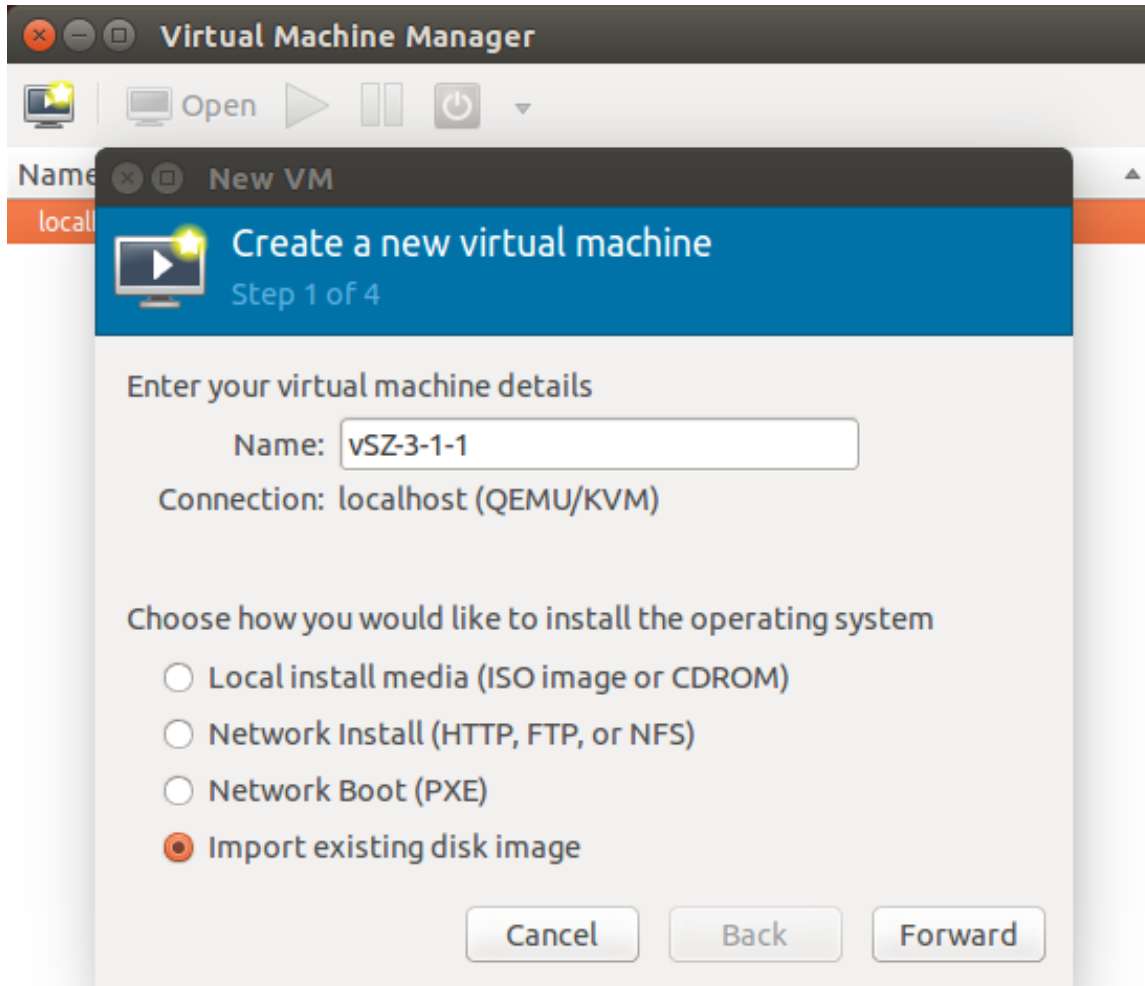 Virtual Machine Manager
Open
Name
New VM
Create a new virtual machine
Step 1 of 4
Enter your virtual machine details
Name: vSZ-3-1-1
Connection: localhost (QEMU/KVM)
Choose how you would like to install the operating system
Local install media (ISO image or CDROM)
Network Install (HTTP, FTP, or NFS)
Network Boot (PXE)
Import existing disk image
Cancel Back Forward